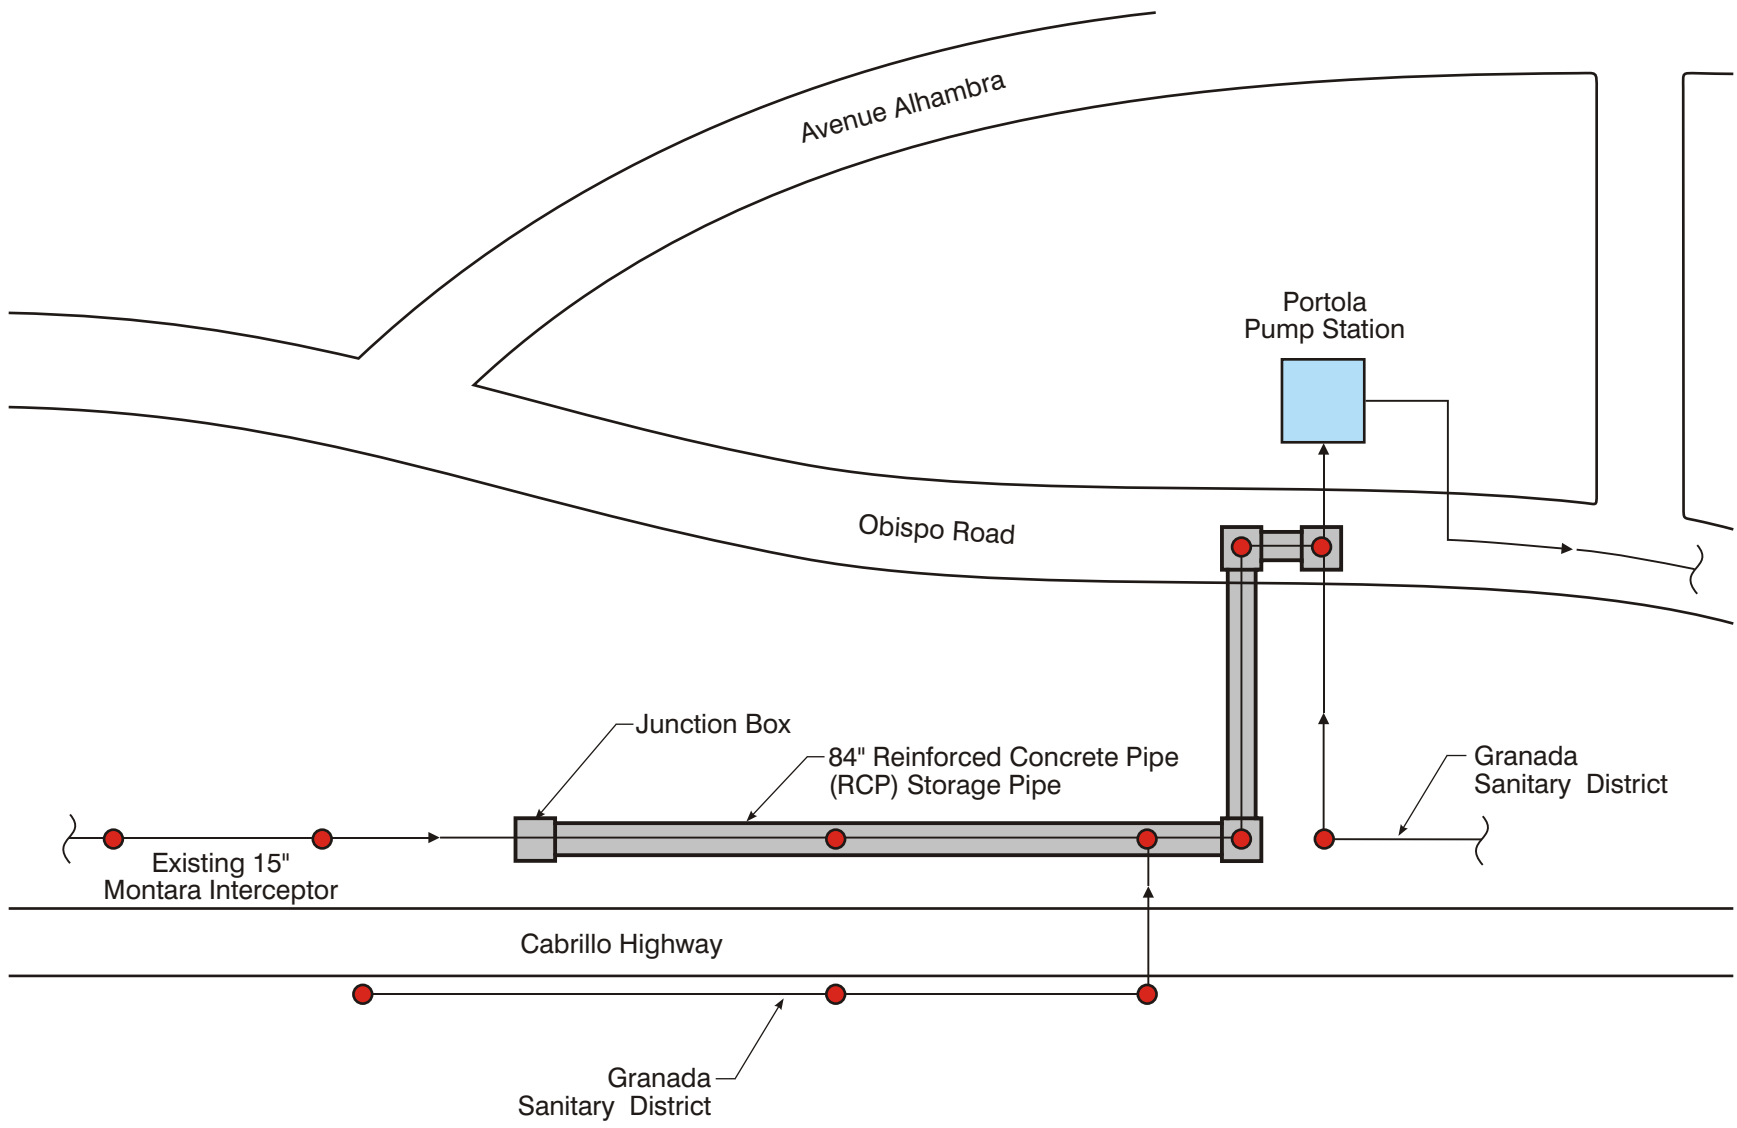 Avenue Alhambra
Portola
Pump Station
Obispo Road
Junction Box
84" Reinforced Concrete Pipe
(RCP) Storage Pipe
Granada
Sanitary District
Existing 15"
Montara Interceptor
Cabrillo Highway
Granada
Sanitary District